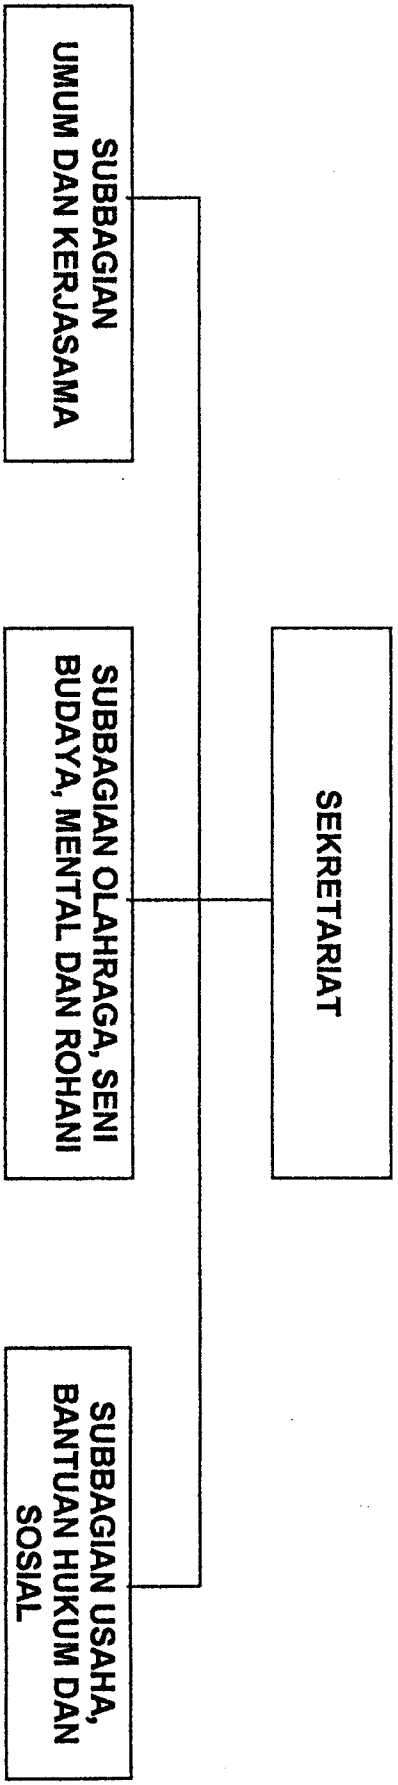 SEKRETARIAT
SUBBAGIAN
UMUM DAN KERJASAMA
SUBBAGIAN OLAHRAGA, SENI
BUDAYA, MENTAL DAN ROHANI
SUBBAGIAN USAHA,
BANTUAN HUKUM DAN
SOSIAL